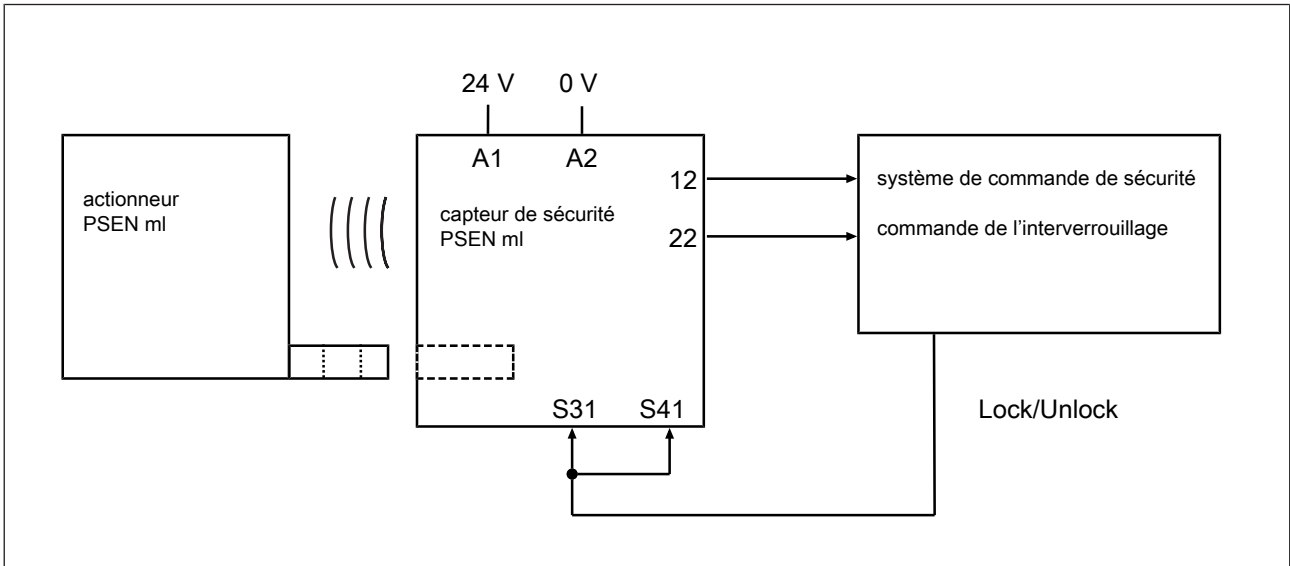 24 V
0 V
A1
A2
12
22
actionneur
PSEN ml
capteur de sécurité
PSEN ml
système de commande de sécurité
commande de l'interverrouillage
S31
S41
Lock/Unlock